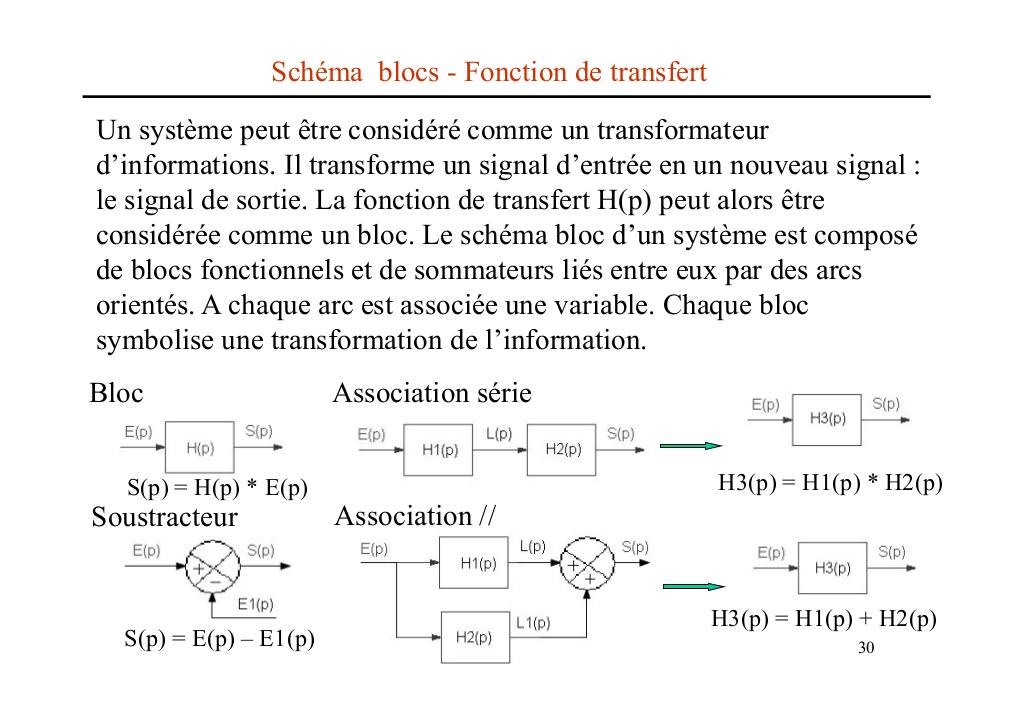 Schéma blocs - Fonction de transfert
Un système peut être considéré comme un transformateur
d’informations. Il transforme un signal d’entrée en un nouveau signal :
le signal de sortie. La fonction de transfert H(p) peut alors être
considérée comme un bloc. Le schéma bloc d’un système est composé
de blocs fonctionnels et de sommateurs liés entre eux par des arcs
orientés. A chaque arc est associée une variable. Chaque bloc
symbolise une transformation de l’information.
Bloc
E(p) H(p) S(p)
S(p) = H(p) * E(p)
Association série
E(p) H1(p) L(p) H2(p) S(p)
E(p) H3(p) S(p)
H3(p) = H1(p) * H2(p)
Soustracteur
E(p) + − S(p)
E1(p)
S(p) = E(p) – E1(p)
Association //
E(p) H1(p) L(p) + + S(p)
H2(p) L1(p)
E(p) H3(p) S(p)
H3(p) = H1(p) + H2(p)
30